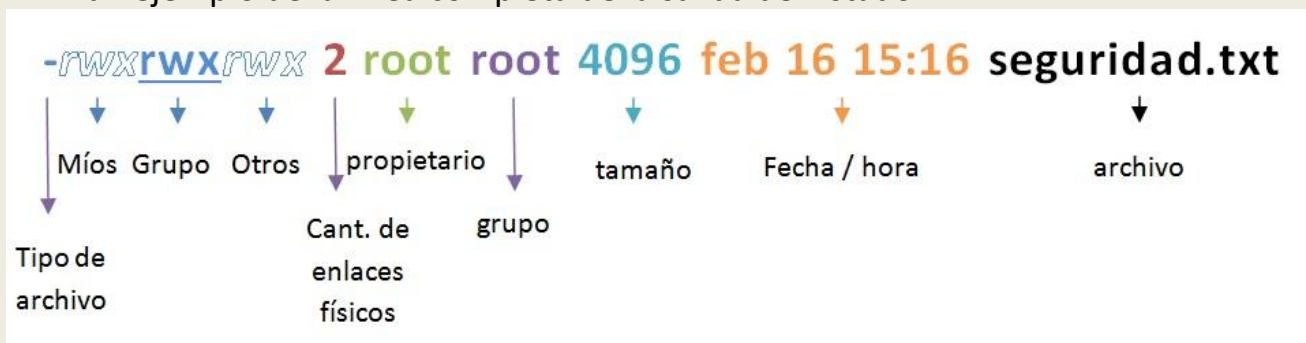 -rwxrwxrwx 2 root root 4096 feb 16 15:16 seguridad.txt
Míos Grupo Otros propietario tamaño Fecha / hora archivo
Tipo de archivo
Cant. de enlaces físicos
grupo